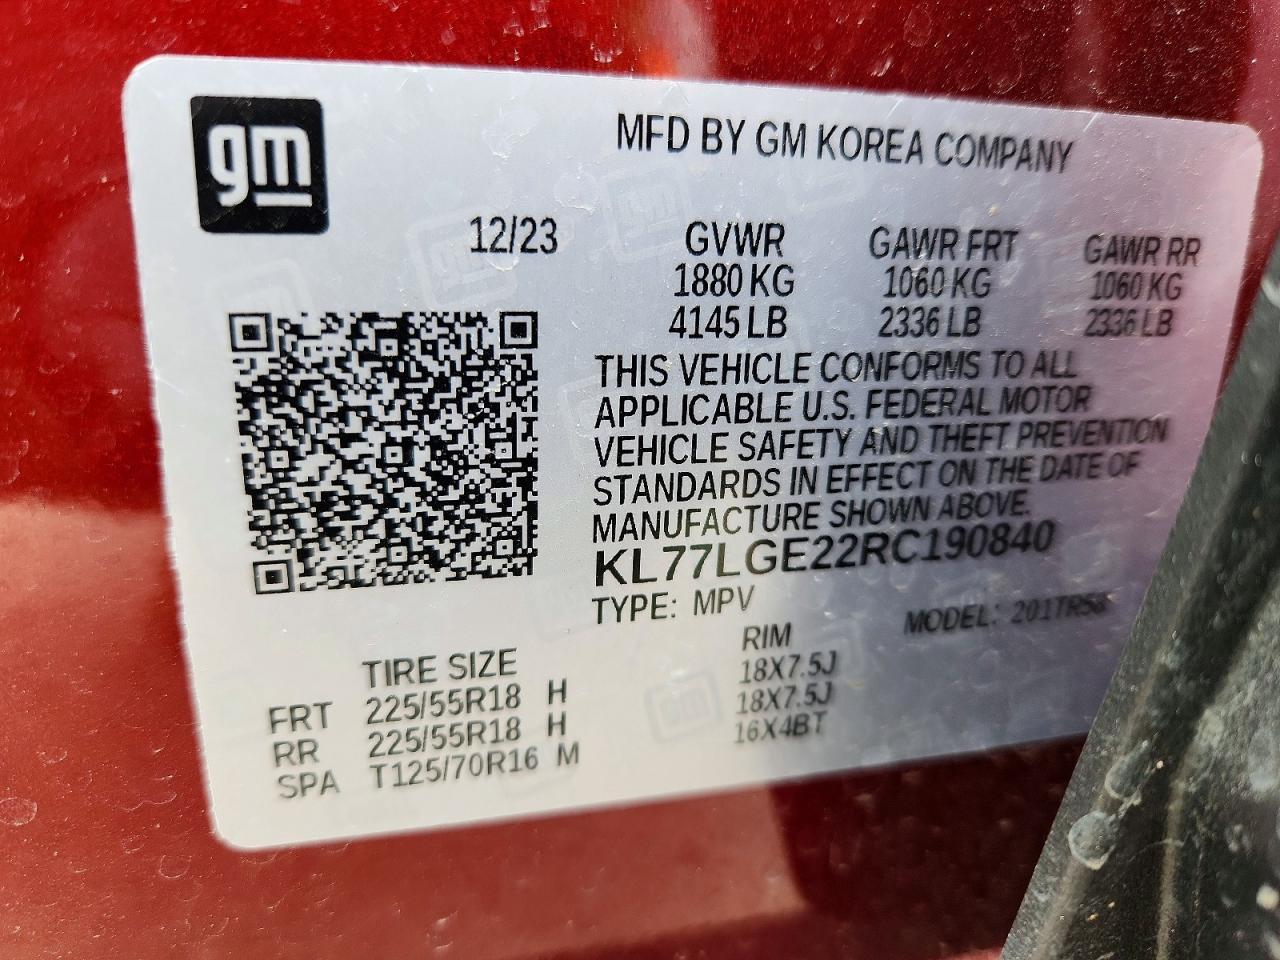 gm
MFD BY GM KOREA COMPANY
12/23
GVWR GAWR FRT GAWR RR
1880 KG 1060 KG 1060 KG
4145 LB 2336 LB 2336 LB
THIS VEHICLE CONFORMS TO ALL
APPLICABLE U.S. FEDERAL MOTOR
VEHICLE SAFETY AND THEFT PREVENTION
STANDARDS IN EFFECT ON THE DATE OF
MANUFACTURE SHOWN ABOVE.
KL77LGE22RC190840
TYPE: MPV MODEL: 201TR58
TIRE SIZE RIM
FRT 225/55R18 H 18X7.5J
RR 225/55R18 H 18X7.5J
SPA T125/70R16 M 16X4BT